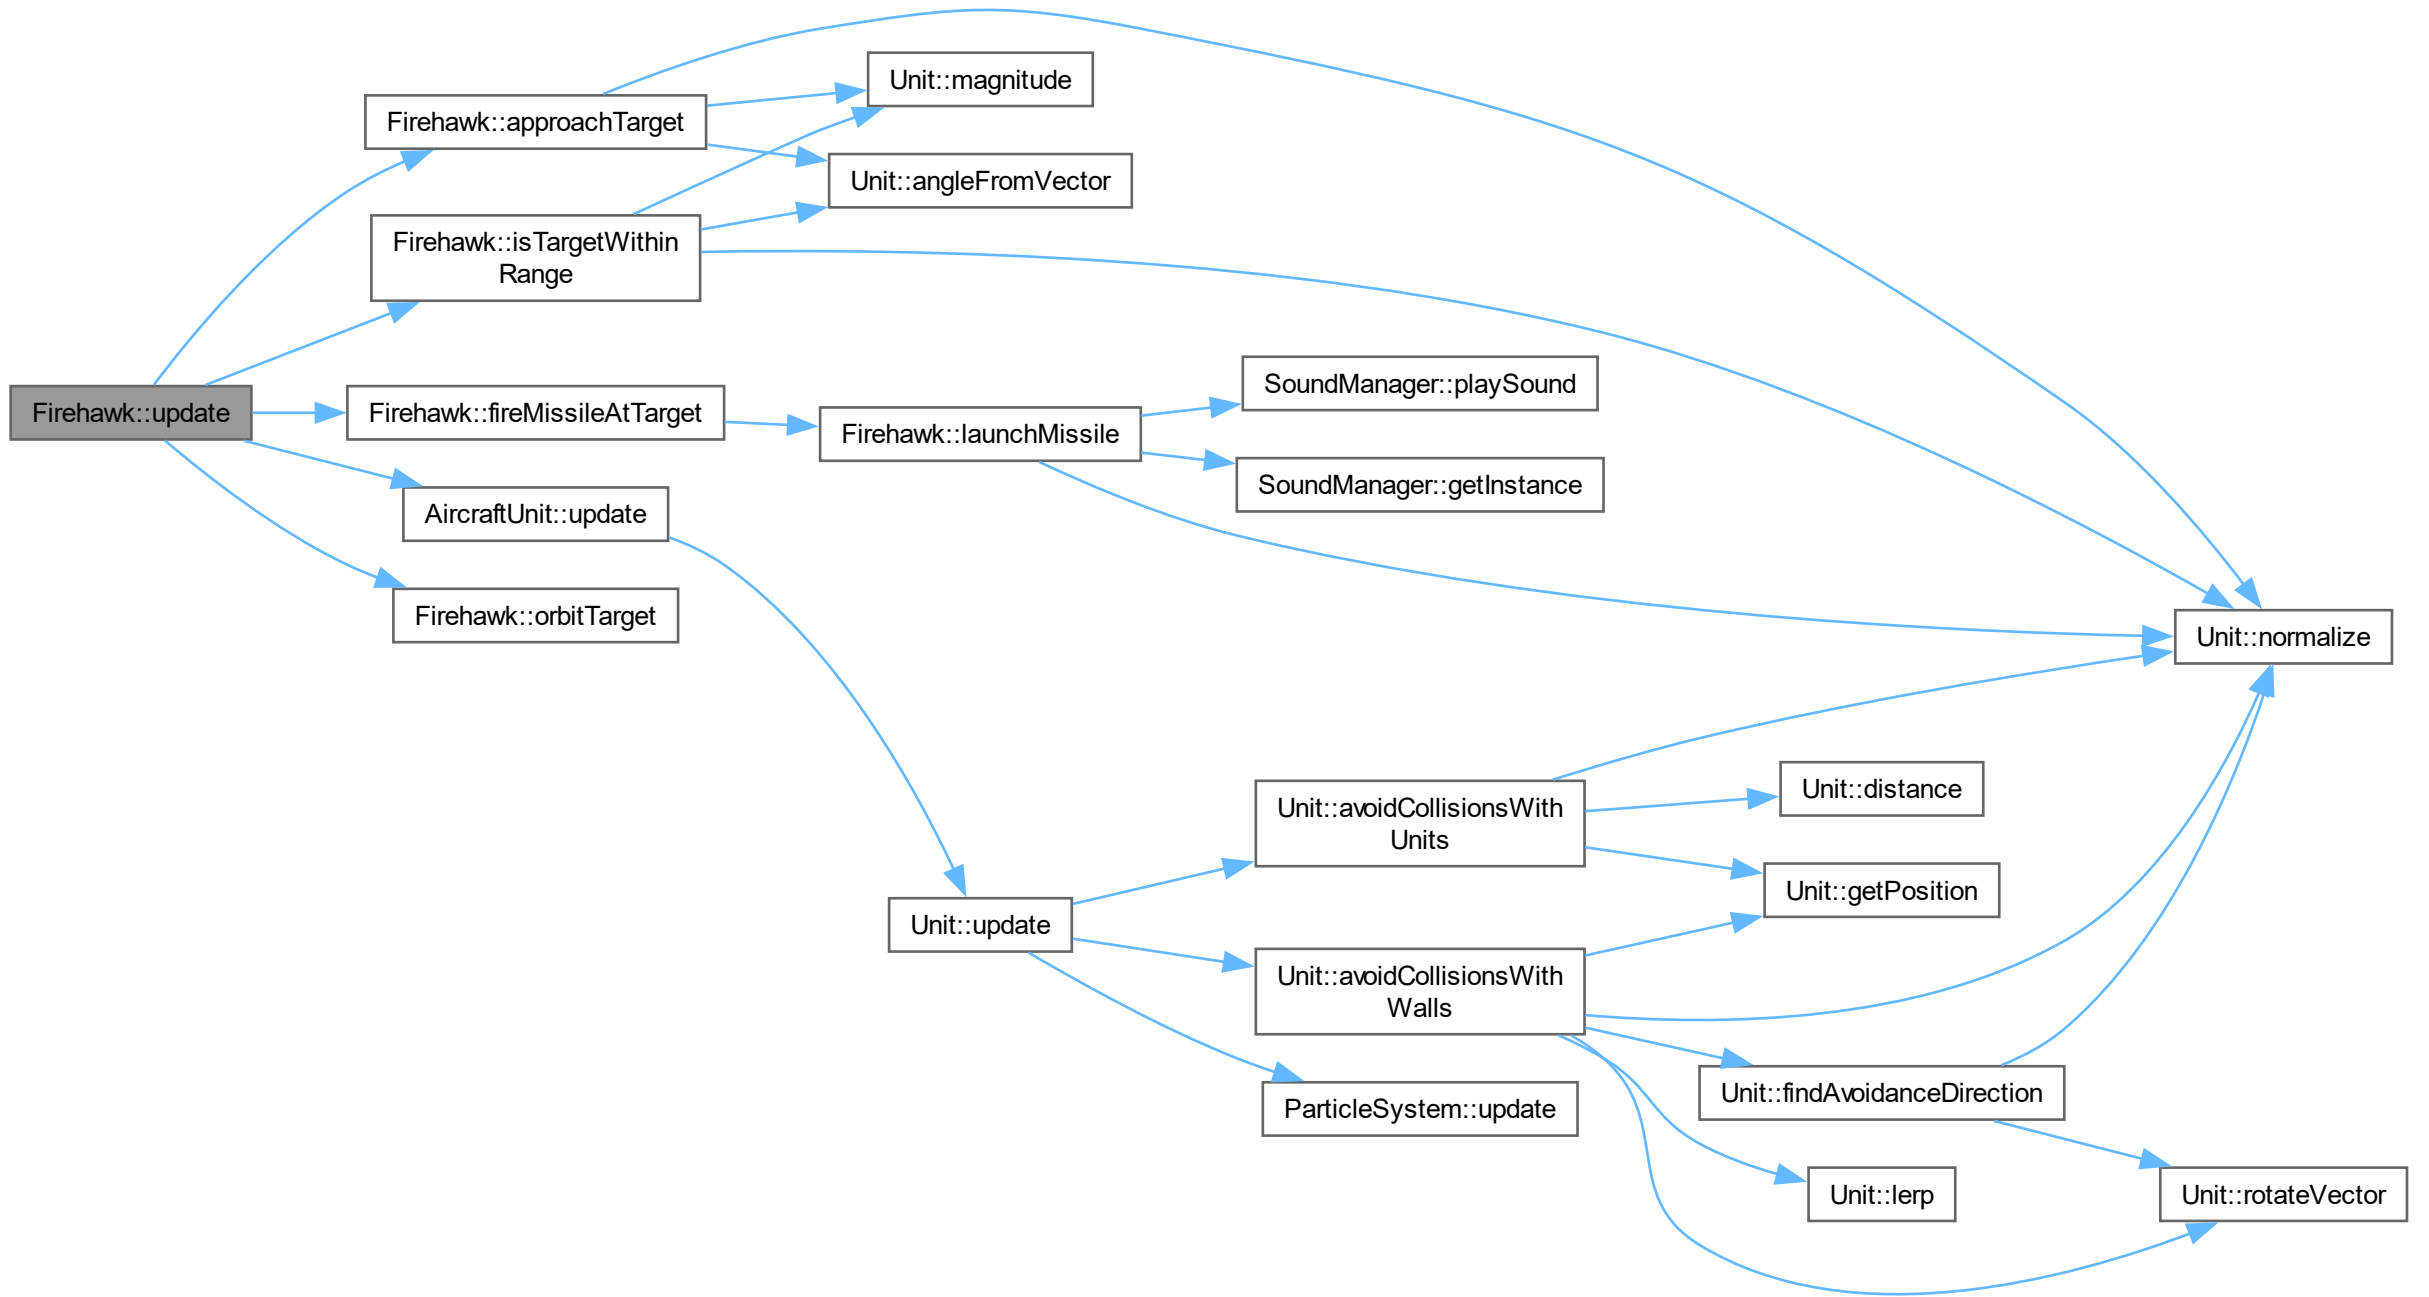 Firehawk::update
Firehawk::approachTarget
Unit::magnitude
Unit::angleFromVector
Firehawk::isTargetWithin
Range
Firehawk::fireMissileAtTarget
Firehawk::launchMissile
SoundManager::playSound
SoundManager::getInstance
AircraftUnit::update
Firehawk::orbitTarget
Unit::normalize
Unit::update
Unit::avoidCollisionsWith
Units
Unit::distance
Unit::getPosition
Unit::avoidCollisionsWith
Walls
ParticleSystem::update
Unit::findAvoidanceDirection
Unit::lerp
Unit::rotateVector